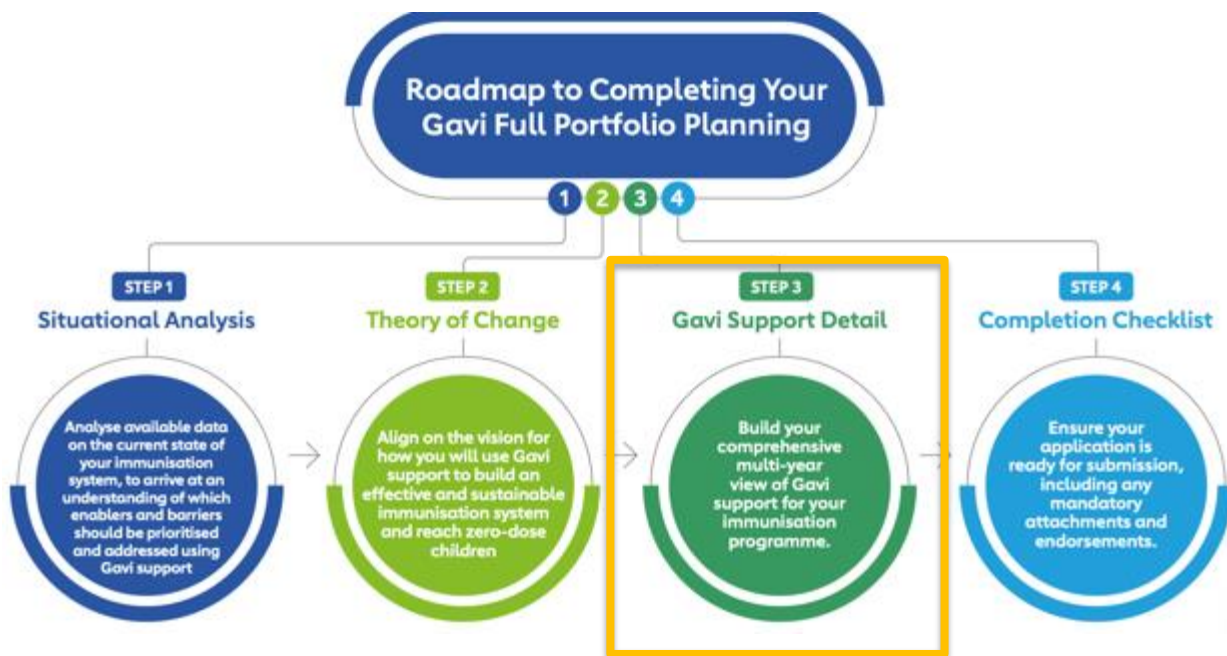 Roadmap to Completing Your
Gavi Full Portfolio Planning
1 2 3 4
STEP 1
Situational Analysis
Analyse available data
on the current state of
your immunisation
system, to arrive at an
understanding of which
enablers and barriers
should be prioritised
and addressed using
Gavi support
STEP 2
Theory of Change
Align on the vision for
how you will use Gavi
support to build an
effective and sustainable
immunisation system
and reach zero-dose
children
STEP 3
Gavi Support Detail
Build your
comprehensive
multi-year
view of Gavi
support for your
immunisation
programme.
STEP 4
Completion Checklist
Ensure your
application is
ready for submission,
including any
mandatory
attachments and
endorsements.